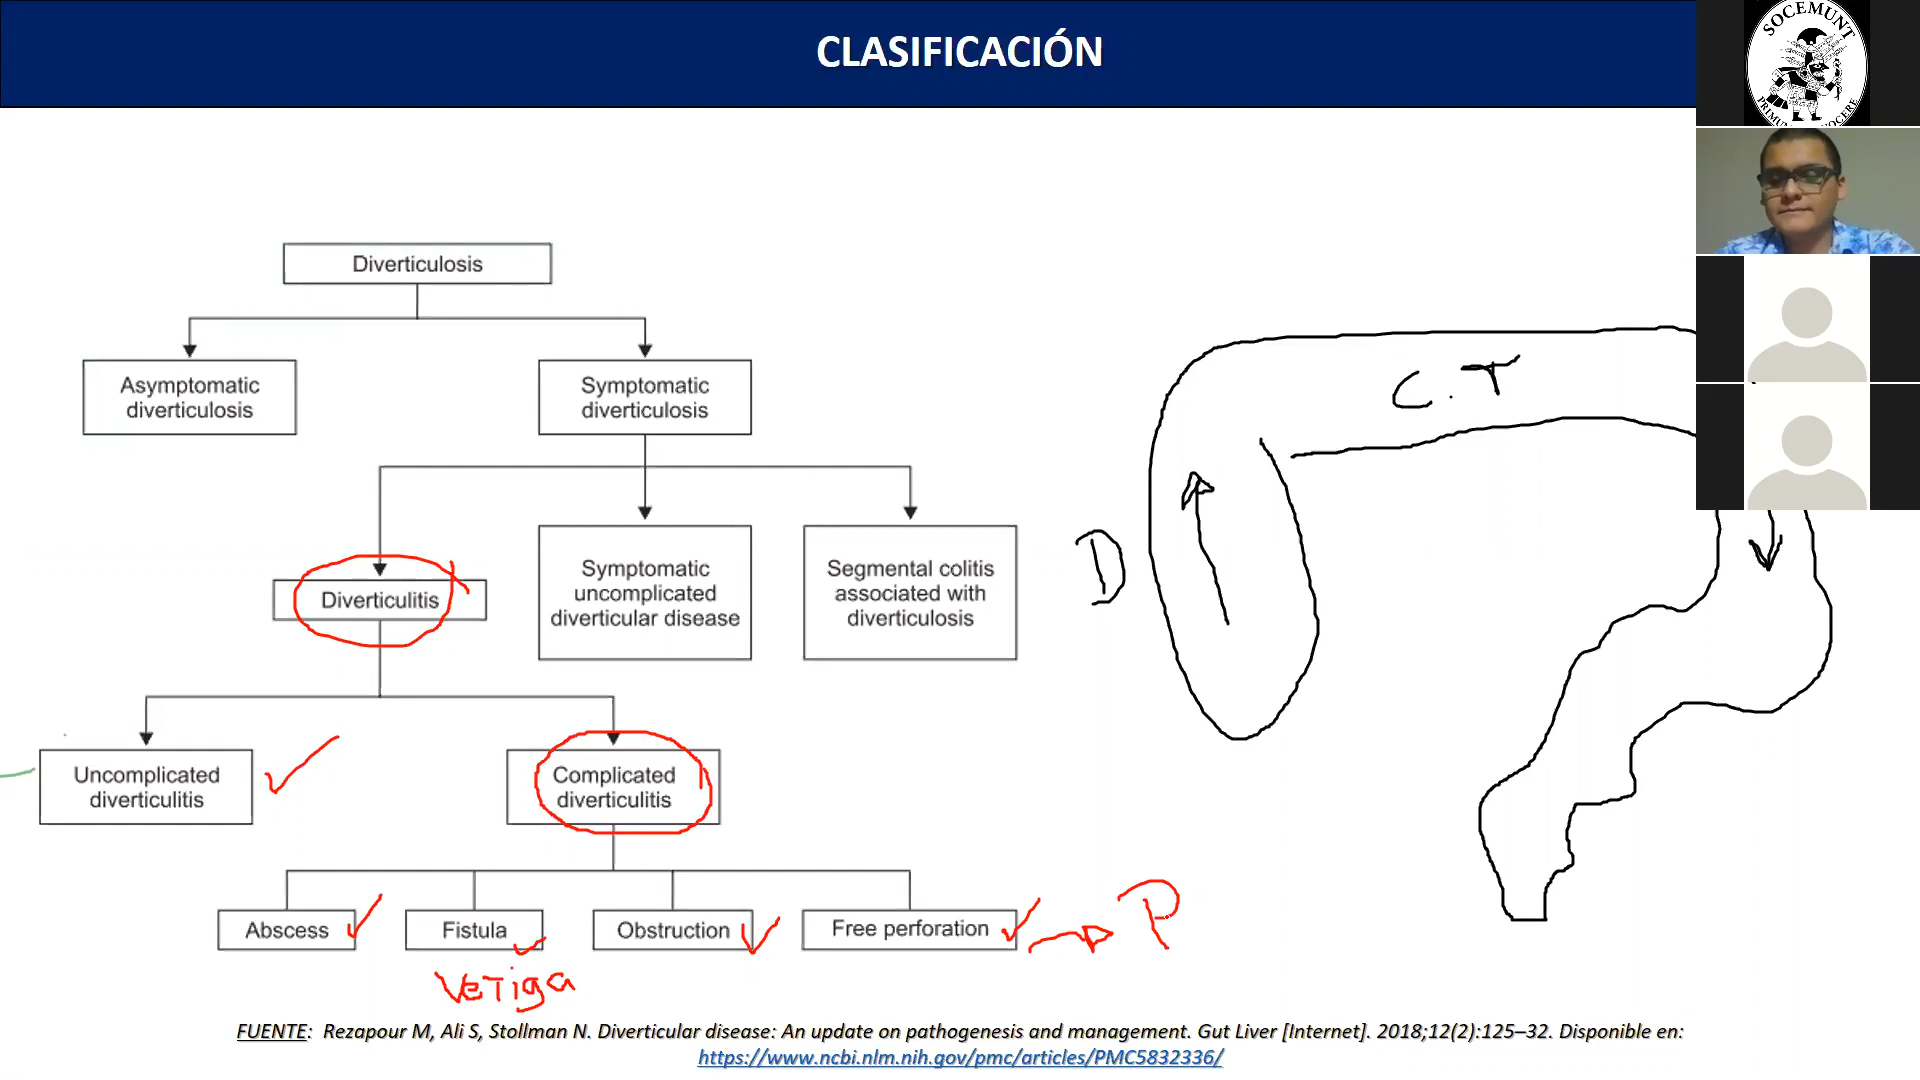 CLASIFICACIÓN
SOCEMUNT
Diverticulosis
Asymptomatic
diverticulosis
Symptomatic
diverticulosis
C.T
Diverticulitis
Symptomatic
uncomplicated
diverticular disease
Segmental colitis
associated with
diverticulosis
D
Uncomplicated
diverticulitis
Complicated
diverticulitis
Abscess
Fistula
Obstruction
Free perforation
P
Vetiga
FUENTE: Rezapour M, Ali S, Stollman N. Diverticular disease: An update on pathogenesis and management. Gut Liver [Internet]. 2018;12(2):125–32. Disponible en:
https://www.ncbi.nlm.nih.gov/pmc/articles/PMC5832336/